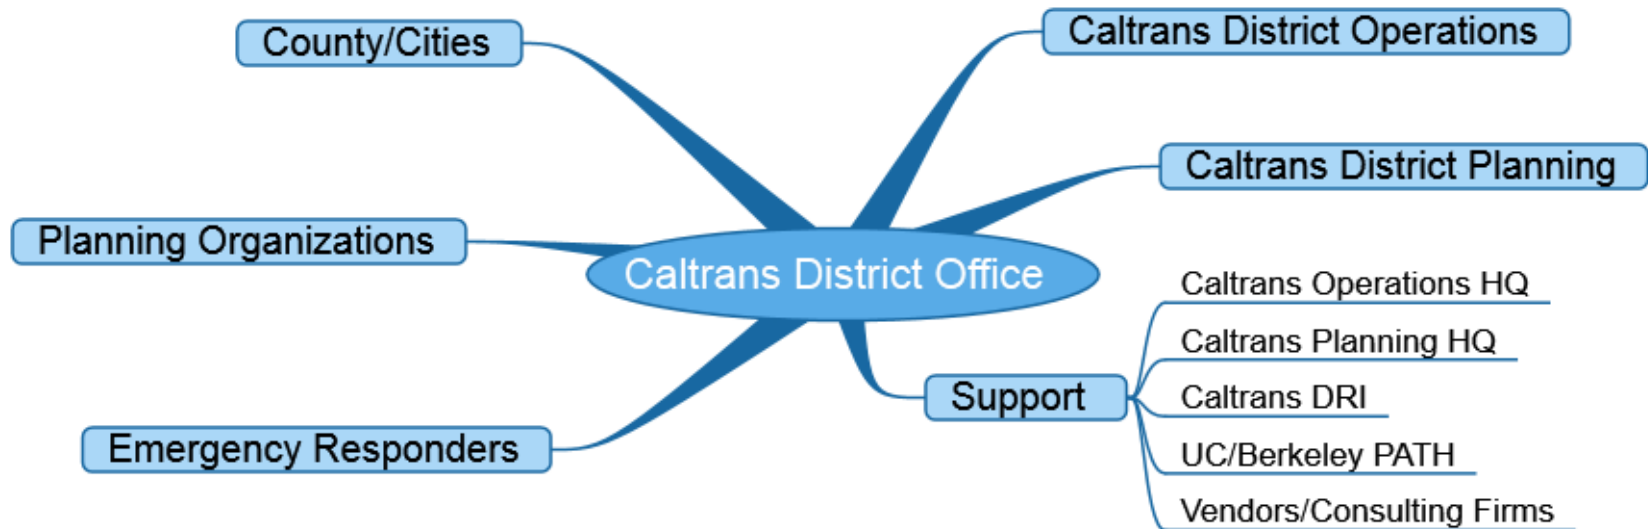 County/Cities
Caltrans District Operations
Caltrans District Planning
Planning Organizations
Caltrans District Office
Caltrans Operations HQ
Caltrans Planning HQ
Support
Caltrans DRI
Emergency Responders
UC/Berkeley PATH
Vendors/Consulting Firms